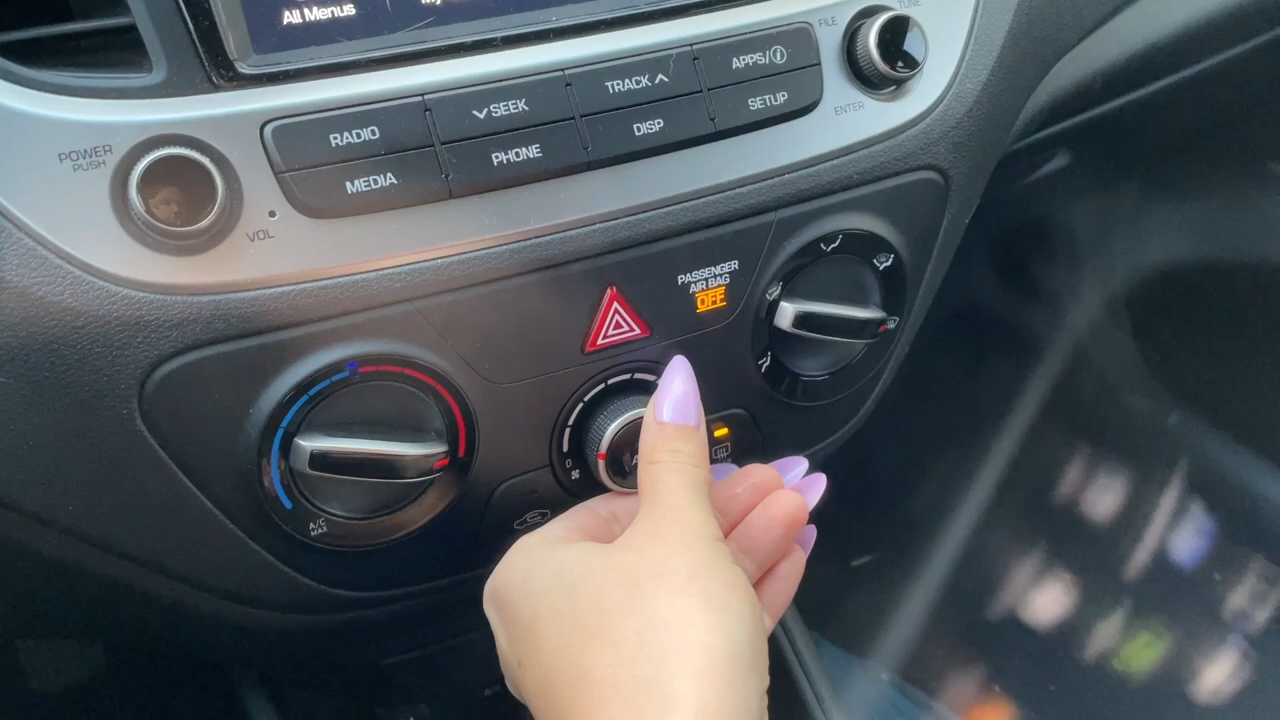 All Menus
FILE
TUNE
RADIO
SEEK
TRACK
APPS/i
POWER
PUSH
MEDIA
PHONE
DISP
SETUP
ENTER
VOL
PASSENGER
AIR BAG
OFF
0
A/C
MAX